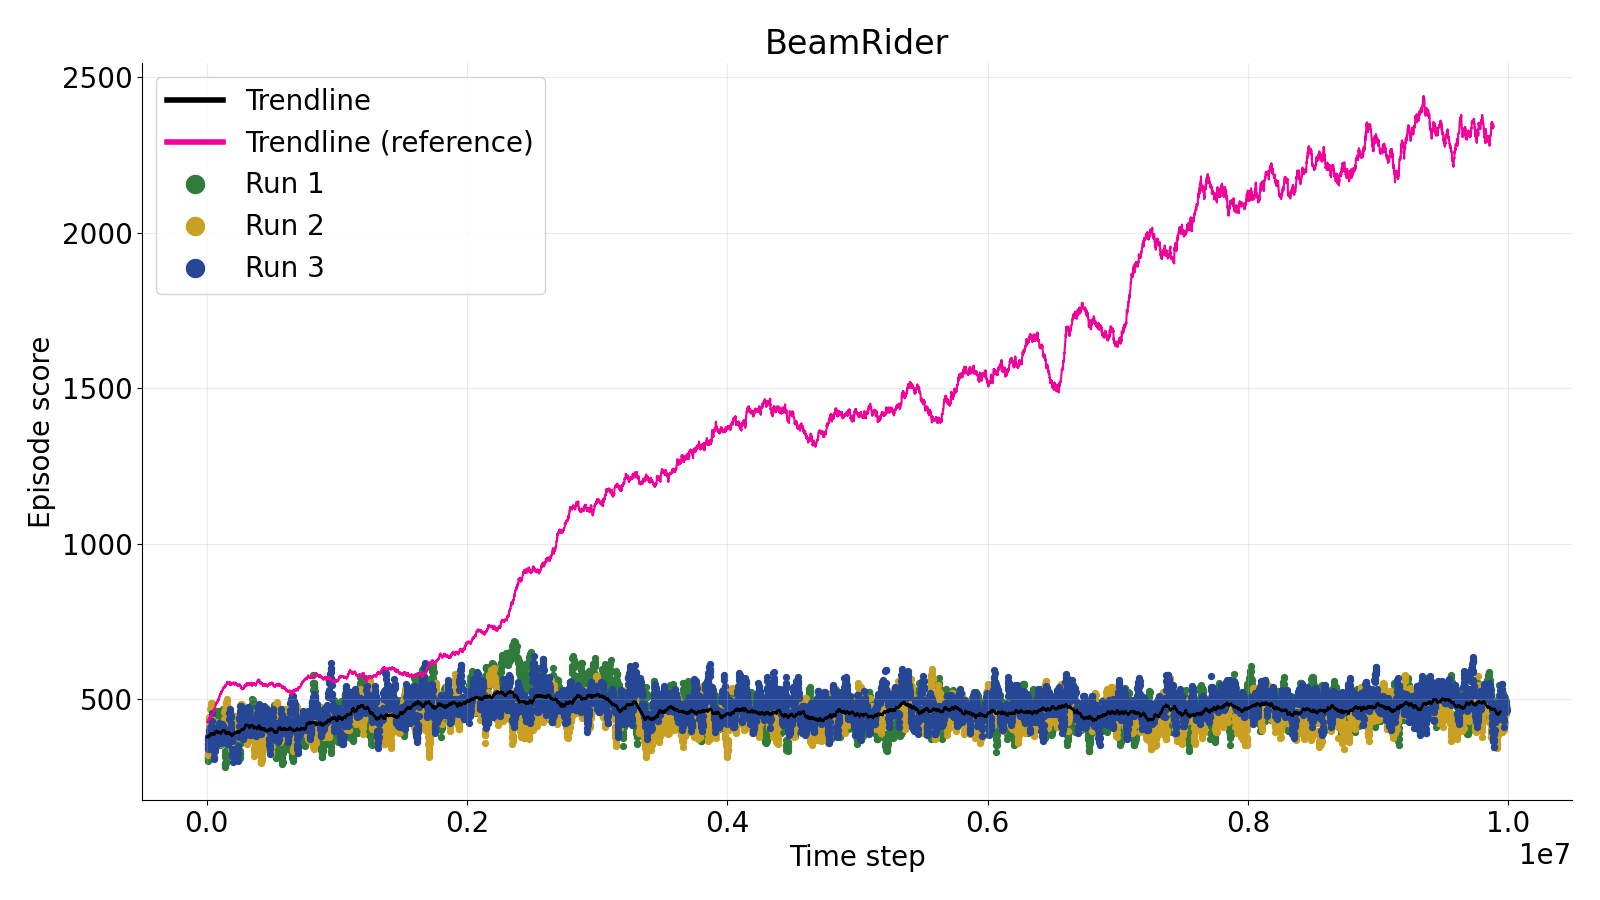 BeamRider
2500
2000
1500
1000
500
Episode score
Trendline
Trendline (reference)
Run 1
Run 2
Run 3
0.0 0.2 0.4 0.6 0.8 1.0
Time step
1e7